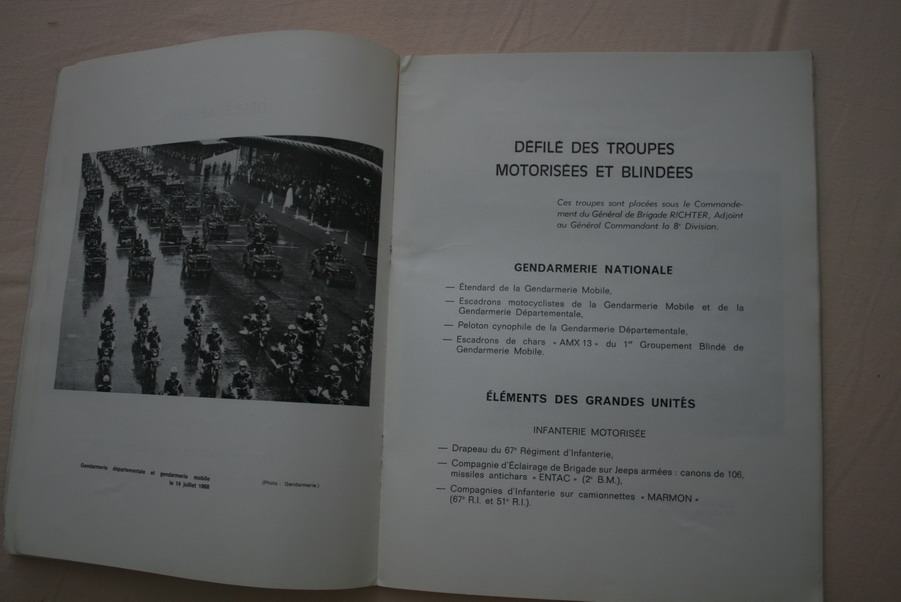 Gendarmerie départementale et gendarmerie mobile
le 14 juillet 1968
(Photo : Gendarmerie.)
DÉFILÉ DES TROUPES
MOTORISÉES ET BLINDÉES
Ces troupes sont placées sous le Commande-
ment du Général de Brigade RICHTER, Adjoint
au Général Commandant la 8e Division.
GENDARMERIE NATIONALE
— Étendard de la Gendarmerie Mobile,
— Escadrons motocyclistes de la Gendarmerie Mobile et de la
Gendarmerie Départementale,
— Peloton cynophile de la Gendarmerie Départementale,
— Escadrons de chars « AMX 13 » du 1er Groupement Blindé de
Gendarmerie Mobile.
ÉLÉMENTS DES GRANDES UNITÉS
INFANTERIE MOTORISÉE
— Drapeau du 67e Régiment d'Infanterie,
— Compagnie d'Éclairage de Brigade sur Jeeps armées : canons de 106,
missiles antichars « ENTAC » (2e B.M.),
— Compagnies d'Infanterie sur camionnettes « MARMON »
(67e R.I. et 51e R.I.).